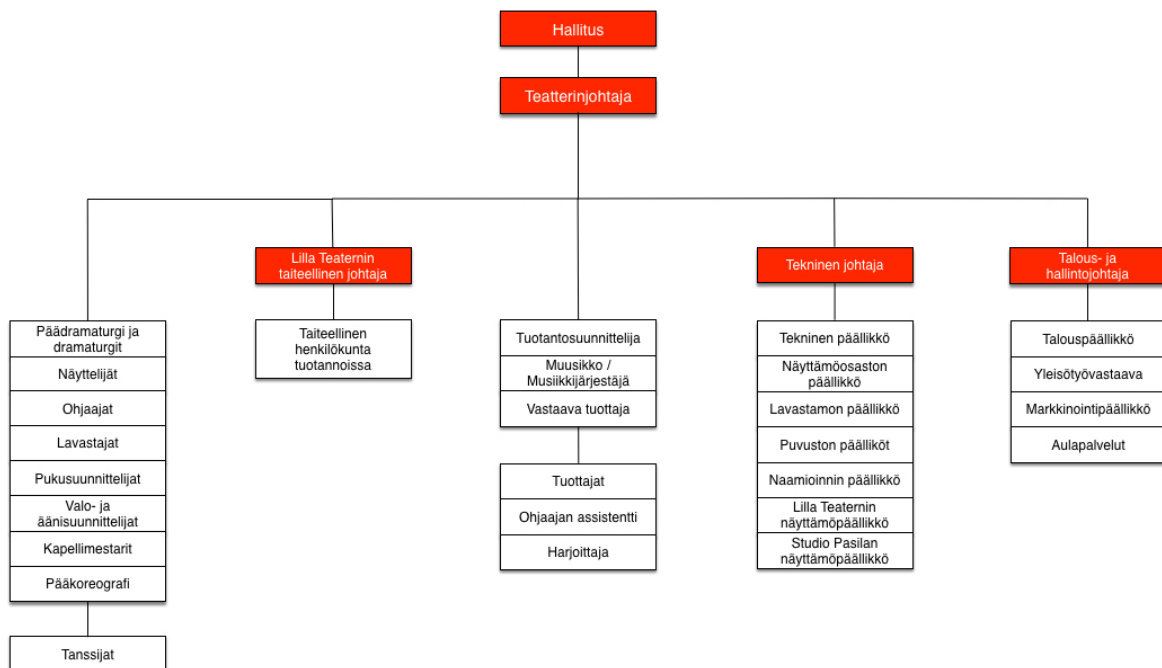 Hallitus
Teatterinjohtaja
Lilla Teaternin
taiteellinen johtaja
Tekninen johtaja
Talous- ja
hallintojohtaja
Päädramaturgi ja
dramaturgit
Näyttelijät
Ohjaajat
Lavastajat
Pukusuunnittelijat
Valo- ja
äänisuunnittelijat
Kapellimestarit
Pääkoreografi
Tanssijat
Taiteellinen
henkilökunta
tuotannoissa
Tuotantosuunnittelija
Muusikko /
Musiikkijärjestäjä
Vastaava tuottaja
Tuottajat
Ohjaajan assistentti
Harjoittaja
Tekninen päällikkö
Näyttämöosaston
päällikkö
Lavastamon päällikkö
Puvuston päälliköt
Naamioinnin päällikkö
Lilla Teaternin
näyttämöpäällikkö
Studio Pasilan
näyttämöpäällikkö
Talouspäällikkö
Yleisötyövastaava
Markkinointipäällikkö
Aulapalvelut